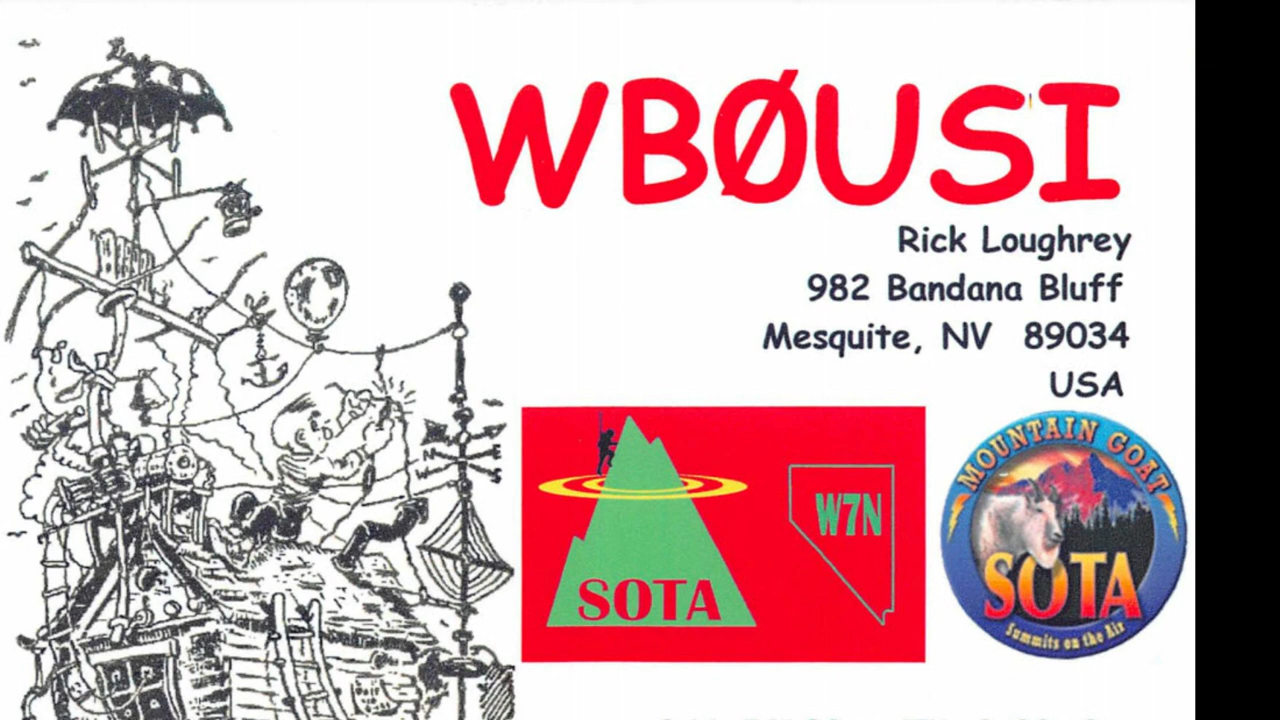 WBØUSI
Rick Loughrey
982 Bandana Bluff
Mesquite, NV 89034
USA
SOTA
W7N
MOUNTAIN GOAT
SOTA
Summits on the Air